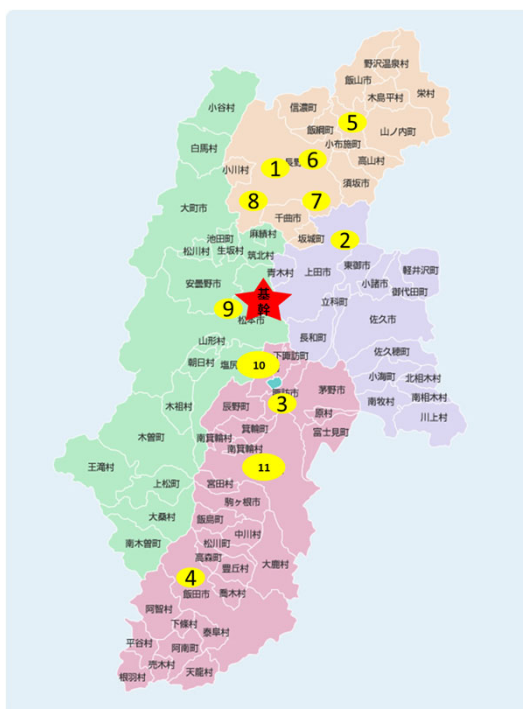 野沢温泉村
飯山市
栄村
木島平村
小谷村
信濃町
5
飯綱町
山ノ内町
白馬村
小布施町
6
長野
高山村
1
小川村
須坂市
8
7
大町市
千曲市
麻績村
坂城町
2
池田町
生坂村
松川村
筑北村
東御市
青木村
上田市
軽井沢町
安曇野市
小諸市
御代田町
基
幹
立科町
9
松本市
佐久市
山形村
長和町
下諏訪町
佐久穂町
朝日村
塩尻
10
小海町
北相木村
茅野市
南相木村
木祖村
辰野町
3
南牧村
原村
川上村
箕輪町
富士見町
木曽町
南箕輪村
南箕輪村
王滝村
11
上松町
宮田村
駒ヶ根市
大桑村
飯島町
中川村
南木曽町
松川町
高森町
大鹿村
豊丘村
4
飯田市
喬木村
阿智村
下條村
泰阜村
平谷村
阿南町
売木村
天龍村
根羽村